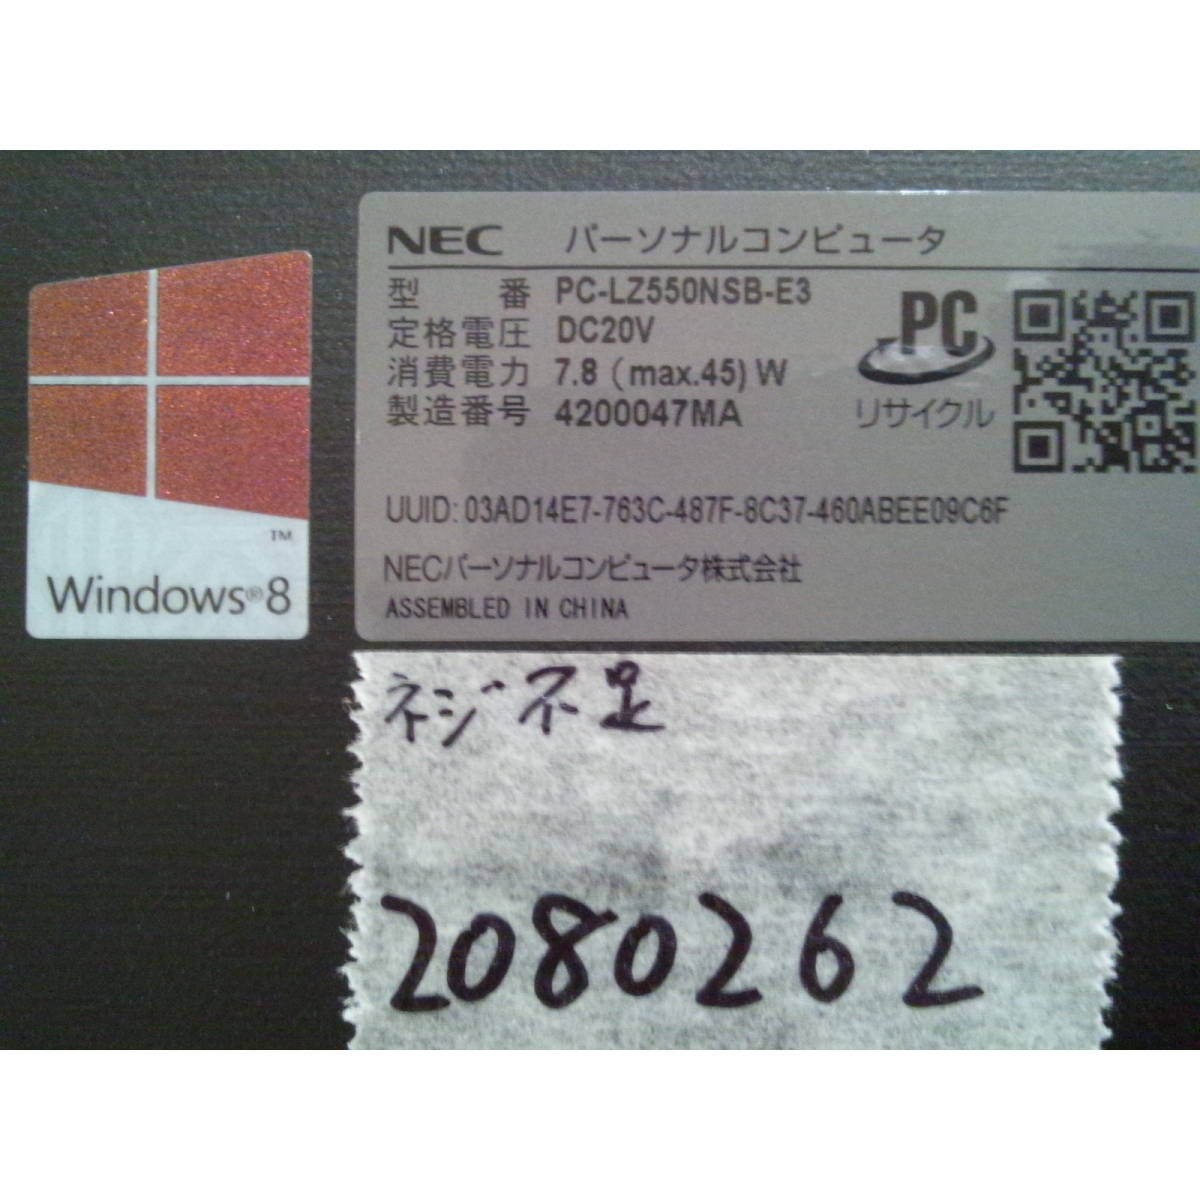 NEC パーソナルコンピュータ
型 番 PC-LZ550NSB-E3
定格電圧 DC20V
消費電力 7.8 (max.45) W
製造番号 4200047MA
PC
リサイクル
UUID: 03AD14E7-763C-487F-8C37-460ABEE09C6F
NECパーソナルコンピュータ株式会社
ASSEMBLED IN CHINA
TM
Windows®8
ネジ不足
2080262